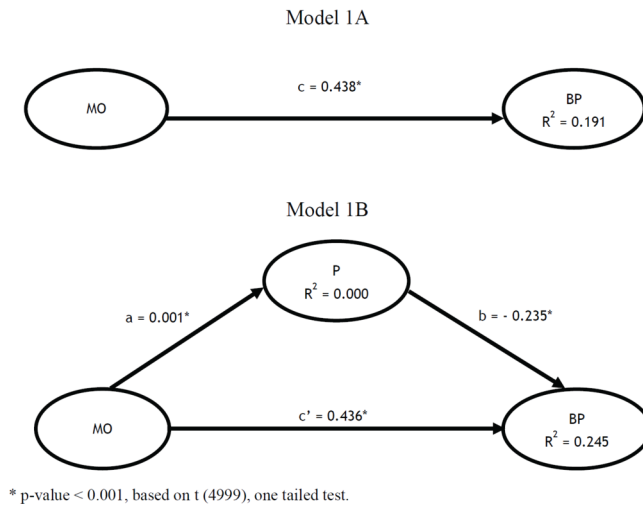 Model 1A
MO
c = 0.438*
BP
R² = 0.191
Model 1B
P
R² = 0.000
a = 0.001*
b = - 0.235*
MO
c' = 0.436*
BP
R² = 0.245
* p-value < 0.001, based on t (4999), one tailed test.